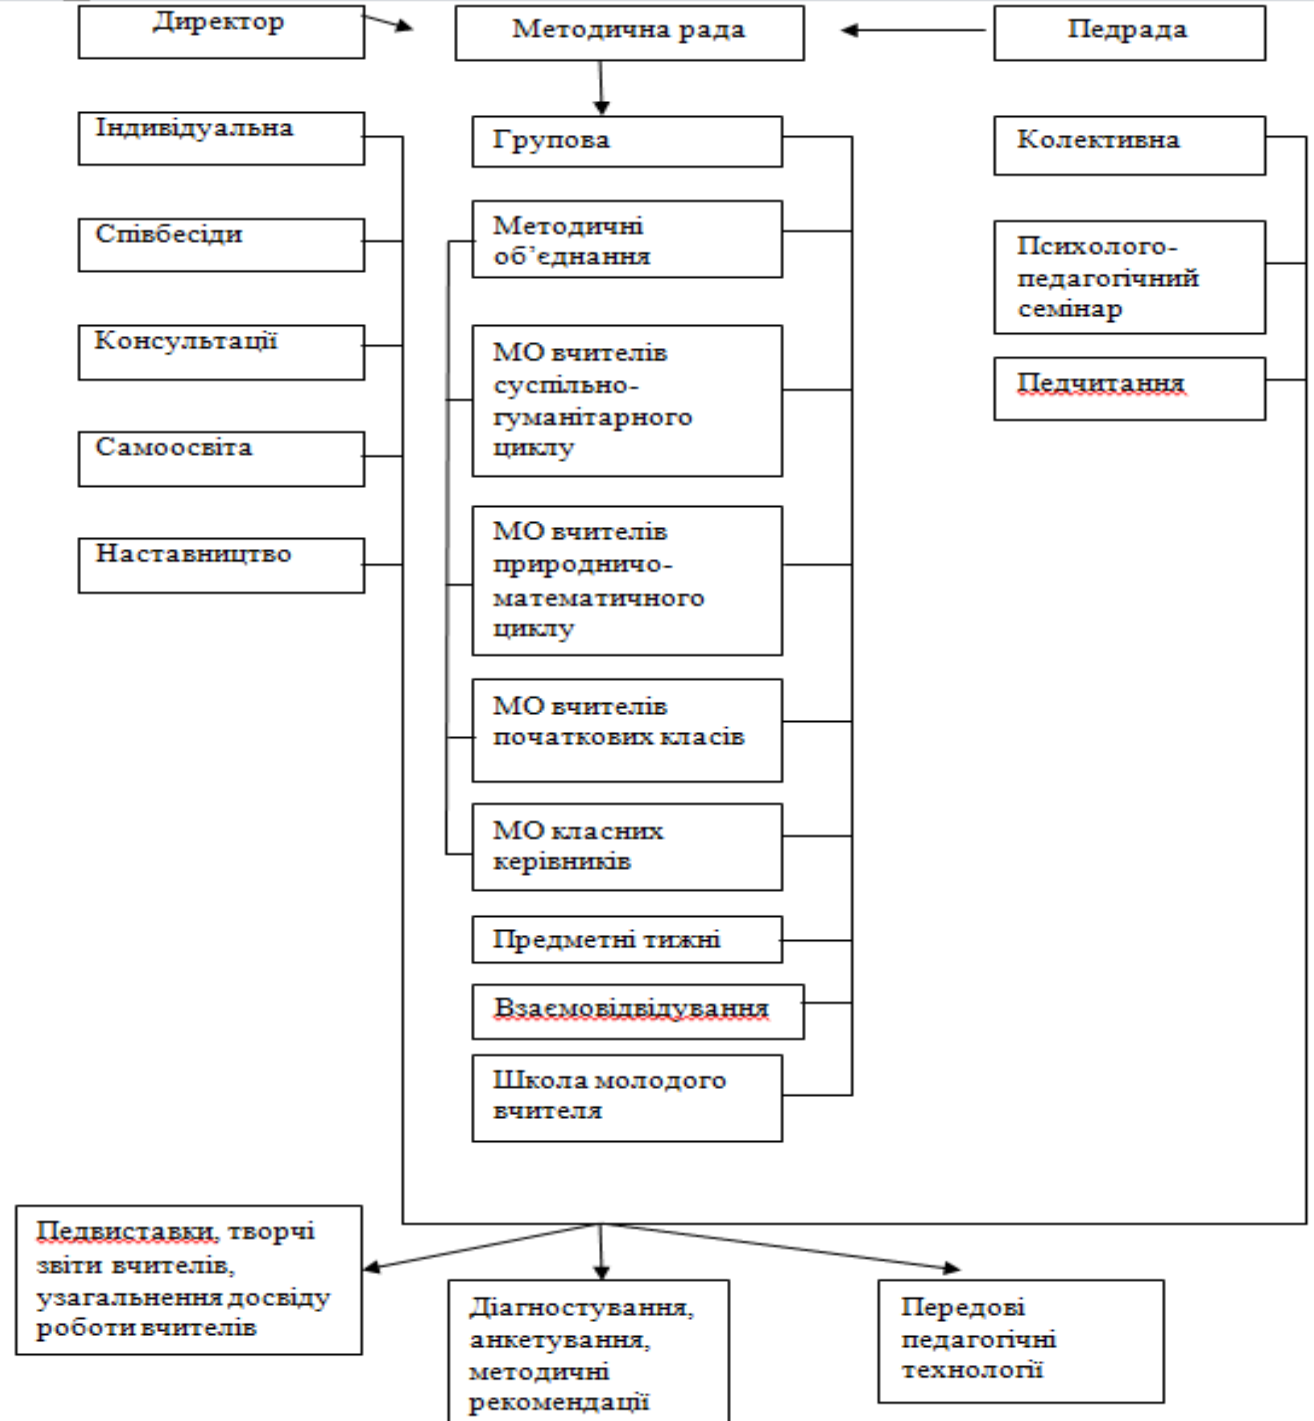 Директор
Методична рада
Педрада
Індивідуальна
Співбесіди
Консультації
Самоосвіта
Наставництво
Групова
Методичні
об’єднання
МО вчителів
суспільно-
гуманітарного
циклу
МО вчителів
природничо-
математичного
циклу
МО вчителів
початкових класів
МО класних
керівників
Предметні тижні
Взаємовідвідування
Школа молодого
вчителя
Колективна
Психолого-
педагогічний
семінар
Педчитання
Педвиставки, творчі
звіти вчителів,
узагальнення досвіду
роботи вчителів
Діагностування,
анкетування,
методичні
рекомендації
Передові
педагогічні
технології